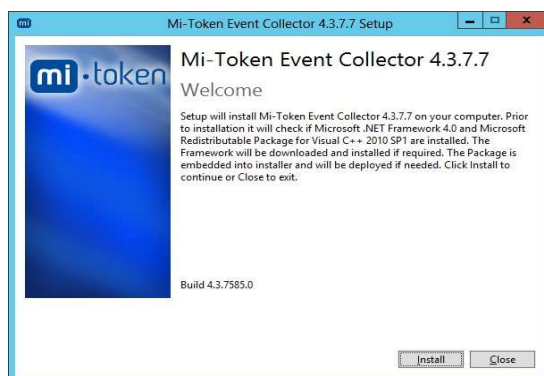 mi
Mi-Token Event Collector 4.3.7.7 Setup
mi·token
Mi-Token Event Collector 4.3.7.7
Welcome
Setup will install Mi-Token Event Collector 4.3.7.7 on your computer. Prior
to installation it will check if Microsoft .NET Framework 4.0 and Microsoft
Redistributable Package for Visual C++ 2010 SP1 are installed. The
Framework will be downloaded and installed if required. The Package is
embedded into installer and will be deployed if needed. Click Install to
continue or Close to exit.
Build 4.3.7585.0
Install
Close